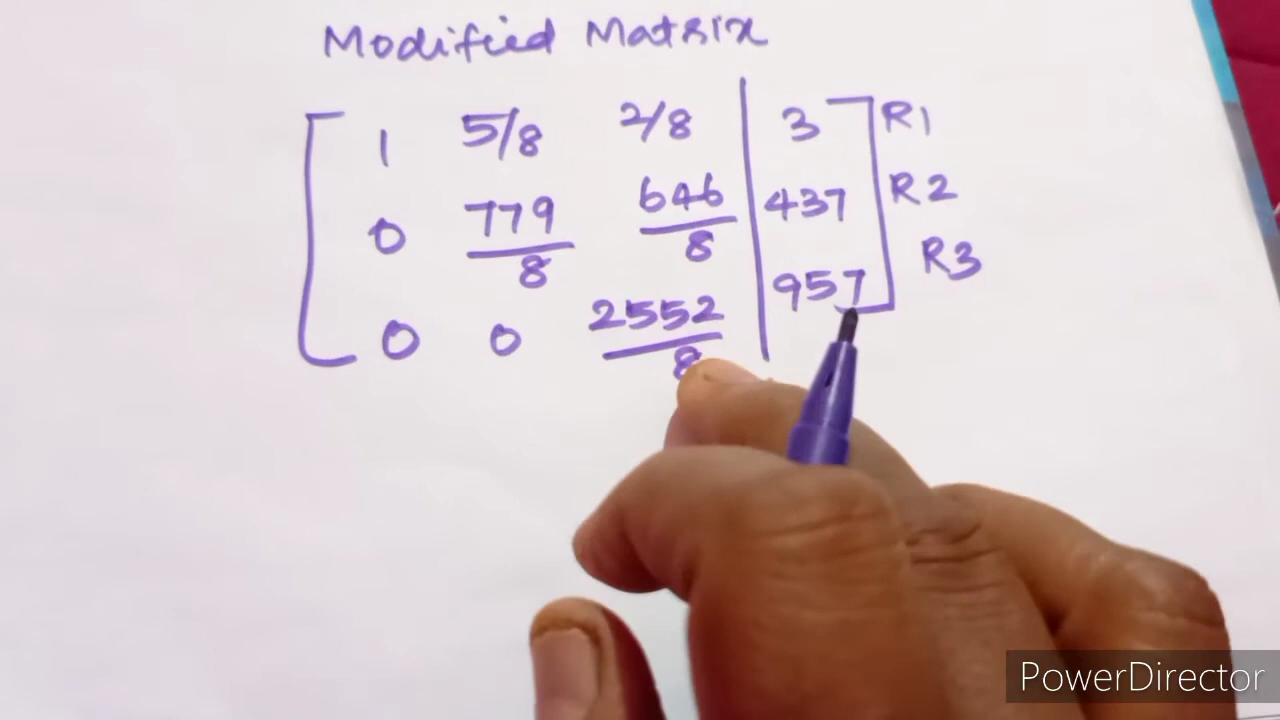 Modified Matrix
1 5/8 2/8 3 R1
0 779/8 646/8 437 R2
0 0 2552/8 957 R3
PowerDirector